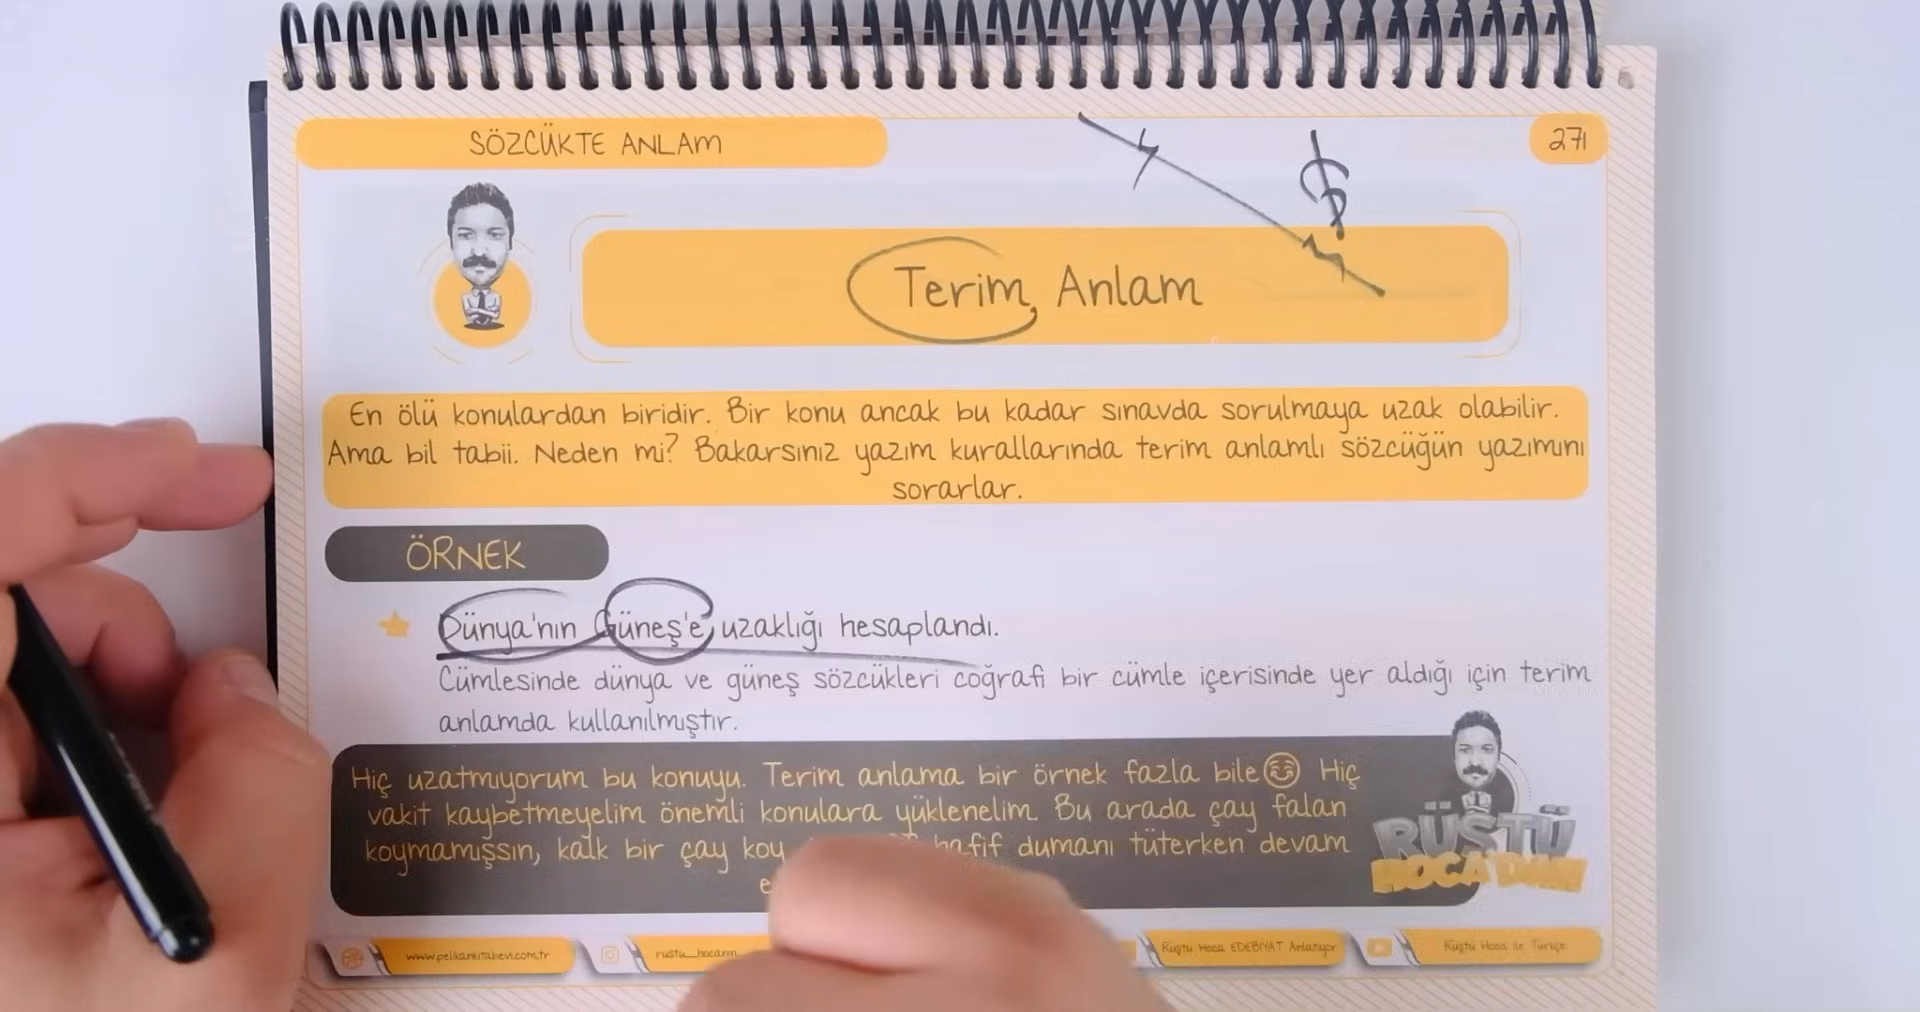 SÖZCÜKTE ANLAM
271
Terim Anlam
En ölü konulardan biridir. Bir konu ancak bu kadar sınavda sorulmaya uzak olabilir.
Ama bil tabii. Neden mi? Bakarsınız yazım kurallarında terim anlamlı sözcüğün yazımını
sorarlar.
ÖRNEK
Dünya'nın Güneş'e uzaklığı hesaplandı.
Cümlesinde dünya ve güneş sözcükleri coğrafi bir cümle içerisinde yer aldığı için terim
anlamda kullanılmıştır.
Hiç uzatmıyorum bu konuyu. Terim anlama bir örnek fazla bile Hiç
vakit kaybetmeyelim önemli konulara yüklenelim. Bu arada çay falan
koymamışsın, kalk bir çay koy hafif dumanı tüterken devam
RÜŞTÜ
HOCA'DAN
www.pelikankitabevi.com.tr
Rüştü Hoca EDEBİYAT Anlatıyor
Rüştü Hoca ile Türkçe